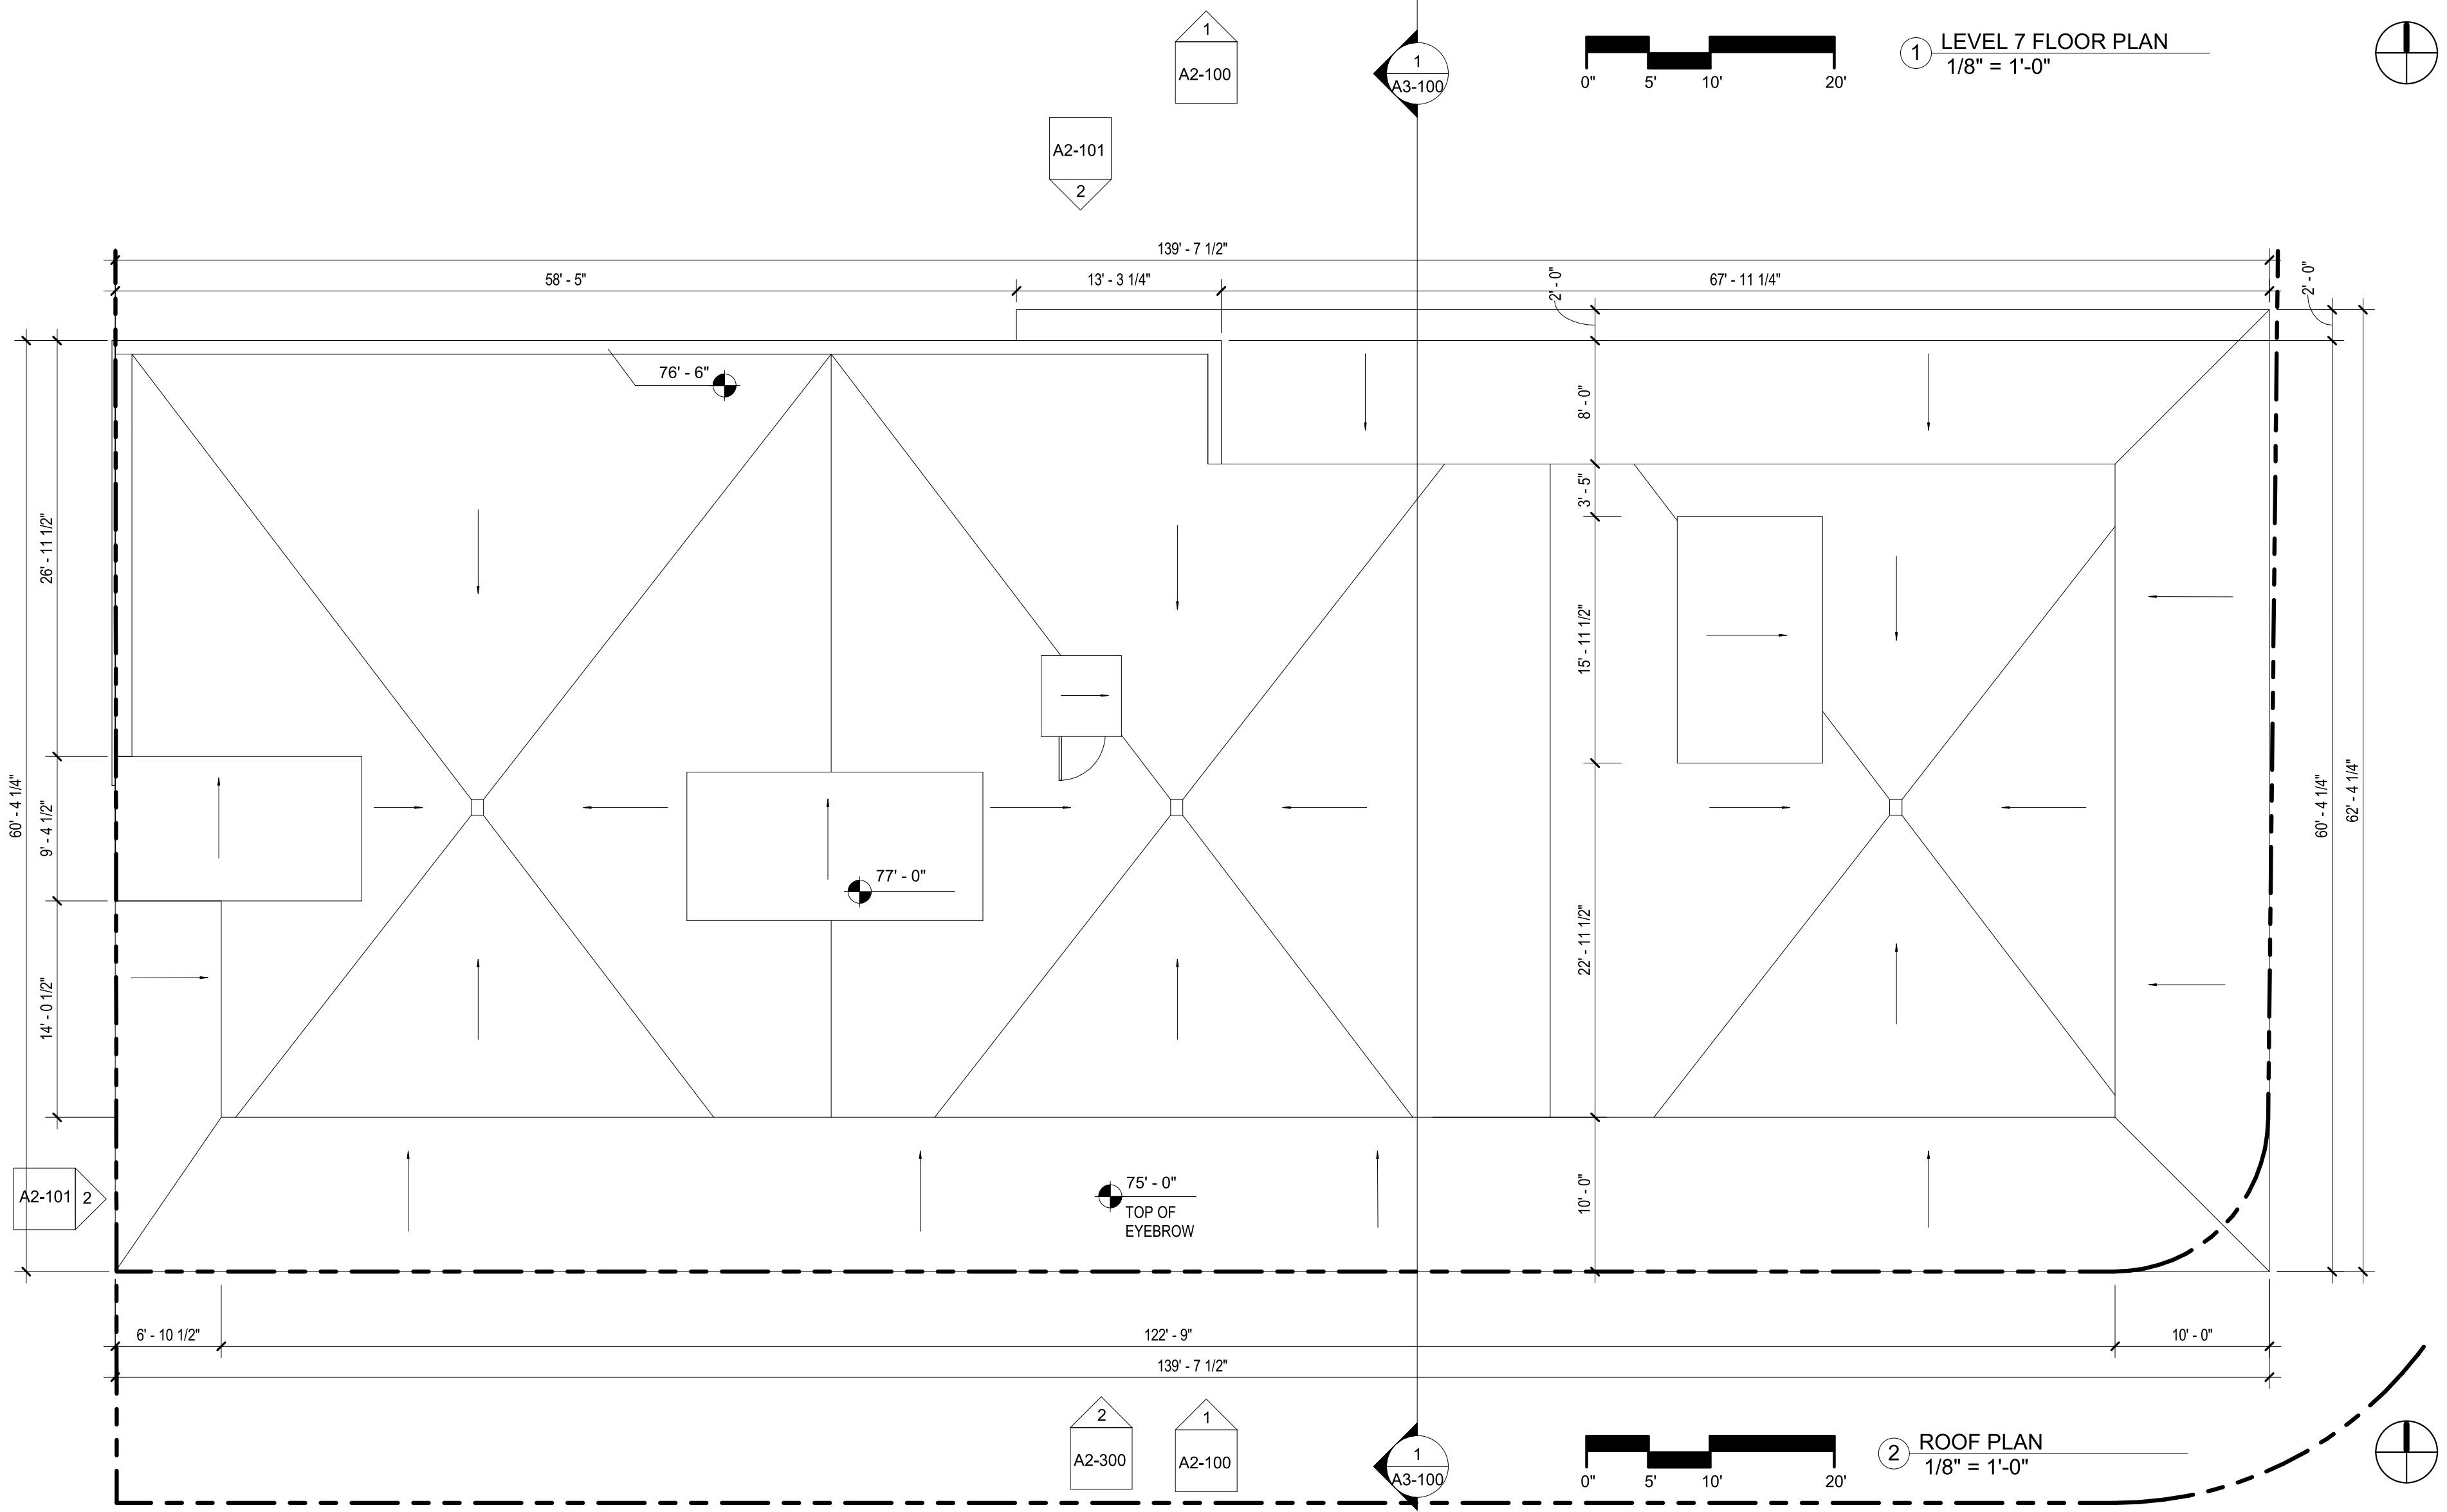 1
A2-100
1
A3-100
0" 5' 10' 20'
1 LEVEL 7 FLOOR PLAN
1/8" = 1'-0"
A2-101
2
139' - 7 1/2"
58' - 5"
13' - 3 1/4"
67' - 11 1/4"
2' - 0"
2' - 0"
76' - 6"
8' - 0"
3' - 5"
26' - 11 1/2"
15' - 11 1/2"
60' - 4 1/4"
9' - 4 1/2"
60' - 4 1/4"
62' - 4 1/4"
77' - 0"
22' - 11 1/2"
14' - 0 1/2"
A2-101 2
75' - 0"
TOP OF
EYEBROW
10' - 0"
6' - 10 1/2"
122' - 9"
10' - 0"
139' - 7 1/2"
2
A2-300
1
A2-100
1
A3-100
0" 5' 10' 20'
2 ROOF PLAN
1/8" = 1'-0"